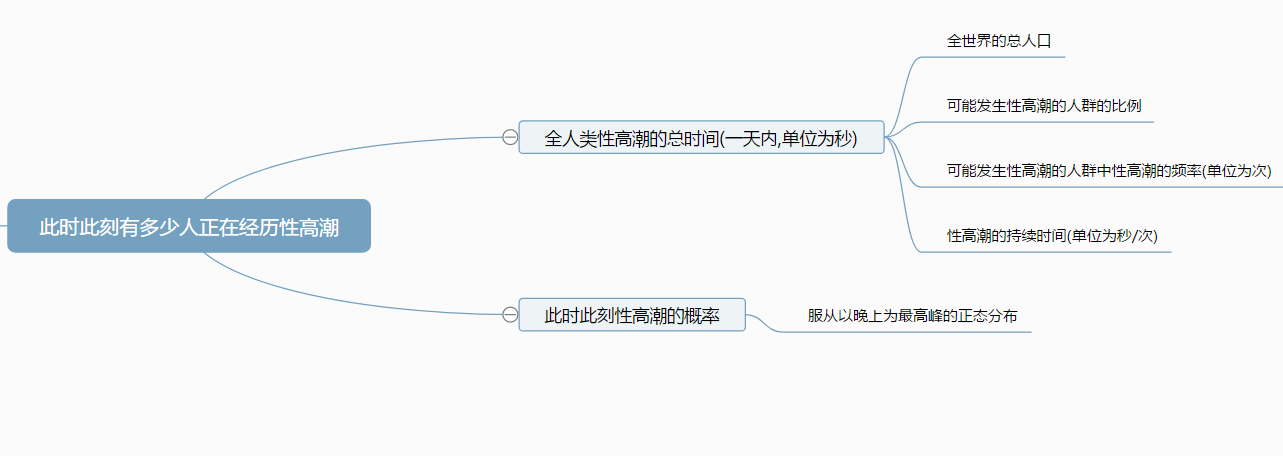 此时此刻有多少人正在经历性高潮
全人类性高潮的总时间(一天内,单位为秒)
全世界的总人口
可能发生性高潮的人群的比例
可能发生性高潮的人群中性高潮的频率(单位为次)
性高潮的持续时间(单位为秒/次)
此时此刻性高潮的概率
服从以晚上为最高峰的正态分布